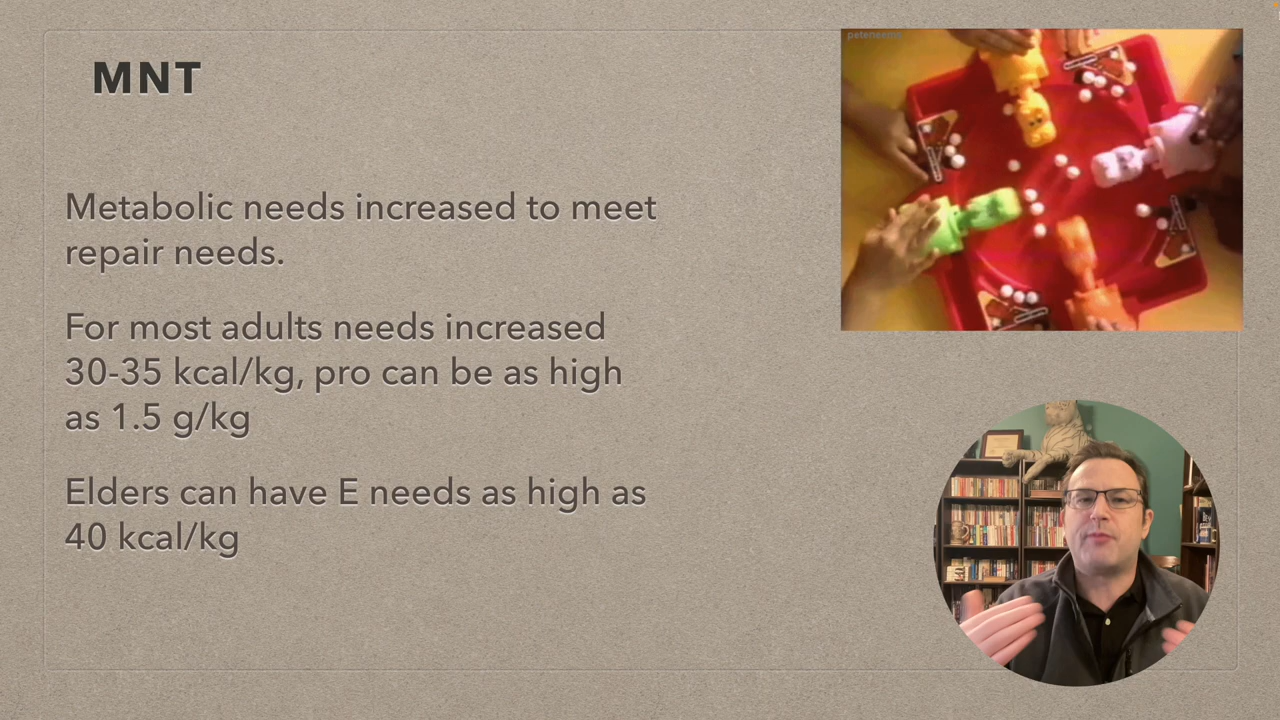 MNT
peteneems
Metabolic needs increased to meet
repair needs.
For most adults needs increased
30-35 kcal/kg, pro can be as high
as 1.5 g/kg
Elders can have E needs as high as
40 kcal/kg